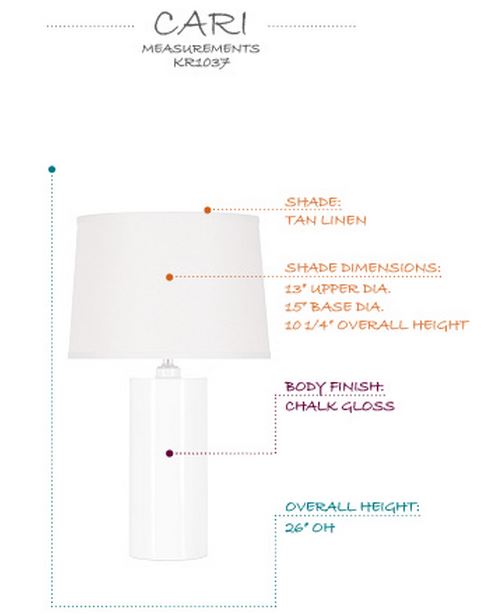 CARI
MEASUREMENTS
KR1037
SHADE:
TAN LINEN
SHADE DIMENSIONS:
13" UPPER DIA.
15" BASE DIA.
10 1/4" OVERALL HEIGHT
BODY FINISH:
CHALK GLOSS
OVERALL HEIGHT:
26" OH